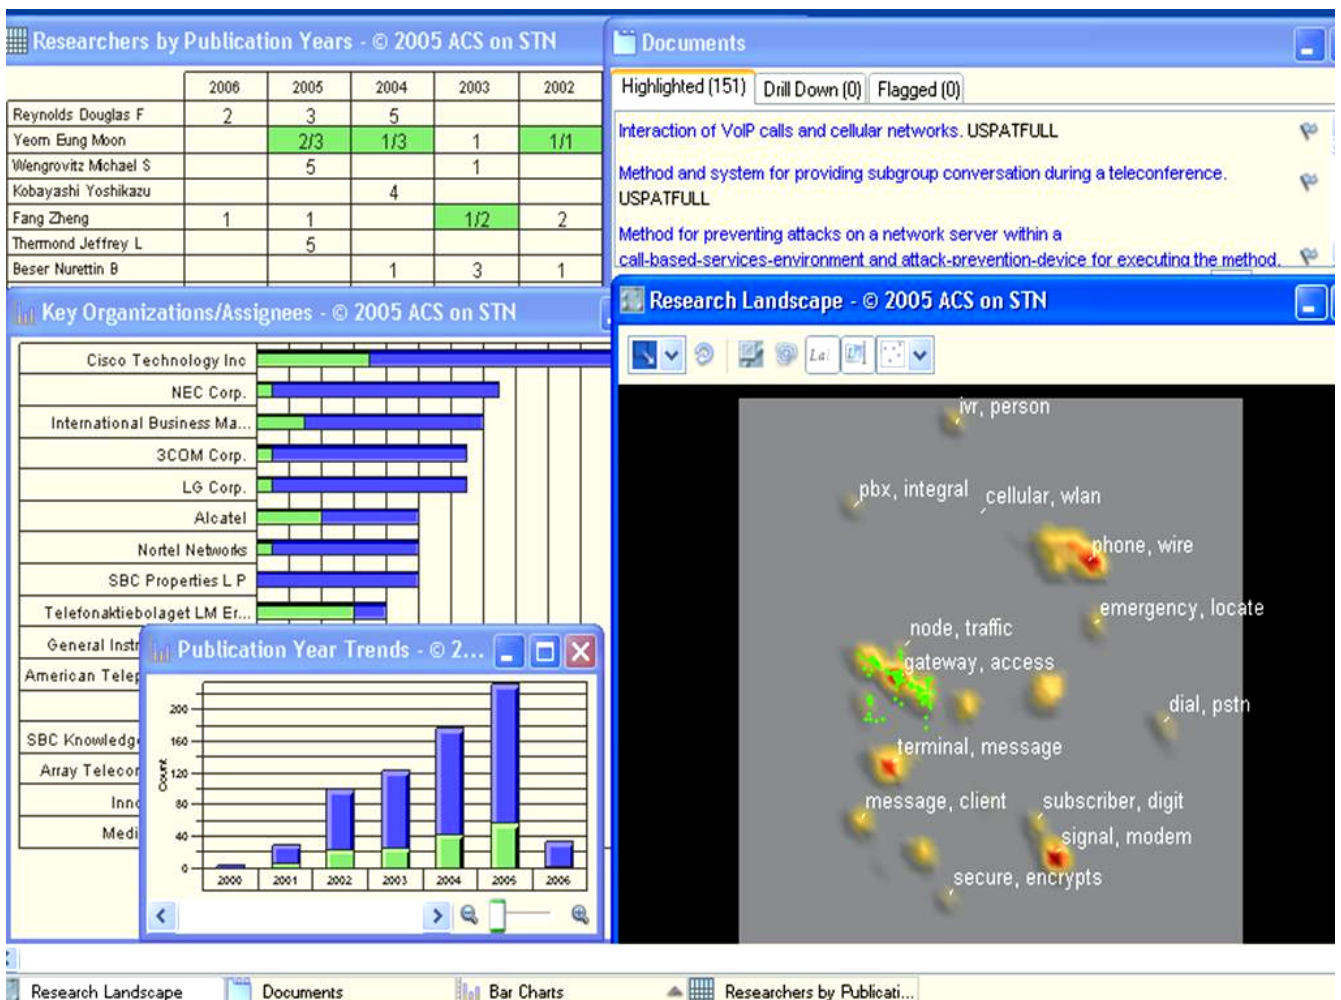 Researchers by Publication Years - © 2005 ACS on STN
2006 2005 2004 2003 2002
Reynolds Douglas F 2 3 5
Yeom Eung Moon 2/3 1/3 1 1/1
Wengrovitz Michael S 5 1
Kobayashi Yoshikazu 4
Fang Zheng 1 1 1/2 2
Thermond Jeffrey L 5
Beser Nurettin B 1 3 1
Documents
Highlighted (151) Drill Down (0) Flagged (0)
Interaction of VoIP calls and cellular networks. USPATFULL
Method and system for providing subgroup conversation during a teleconference.
USPATFULL
Method for preventing attacks on a network server within a
call-based-services-environment and attack-prevention-device for executing the method.
Key Organizations/Assignees - © 2005 ACS on STN
Cisco Technology Inc
NEC Corp.
International Business Ma...
3COM Corp.
LG Corp.
Alcatel
Nortel Networks
SBC Properties L P
Telefonaktiebolaget LM Er...
General Instr
American Telep
SBC Knowledg
Array Telecor
Inno
Medi
Publication Year Trends - © 2...
Count
200
160
120
80
40
0
2000 2001 2002 2003 2004 2005 2006
Research Landscape - © 2005 ACS on STN
Lal
ivr, person
pbx, integral
cellular, wlan
phone, wire
emergency, locate
node, traffic
gateway, access
dial, pstn
terminal, message
message, client
subscriber, digit
signal, modem
secure, encrypts
Research Landscape Documents Bar Charts Researchers by Publicati...